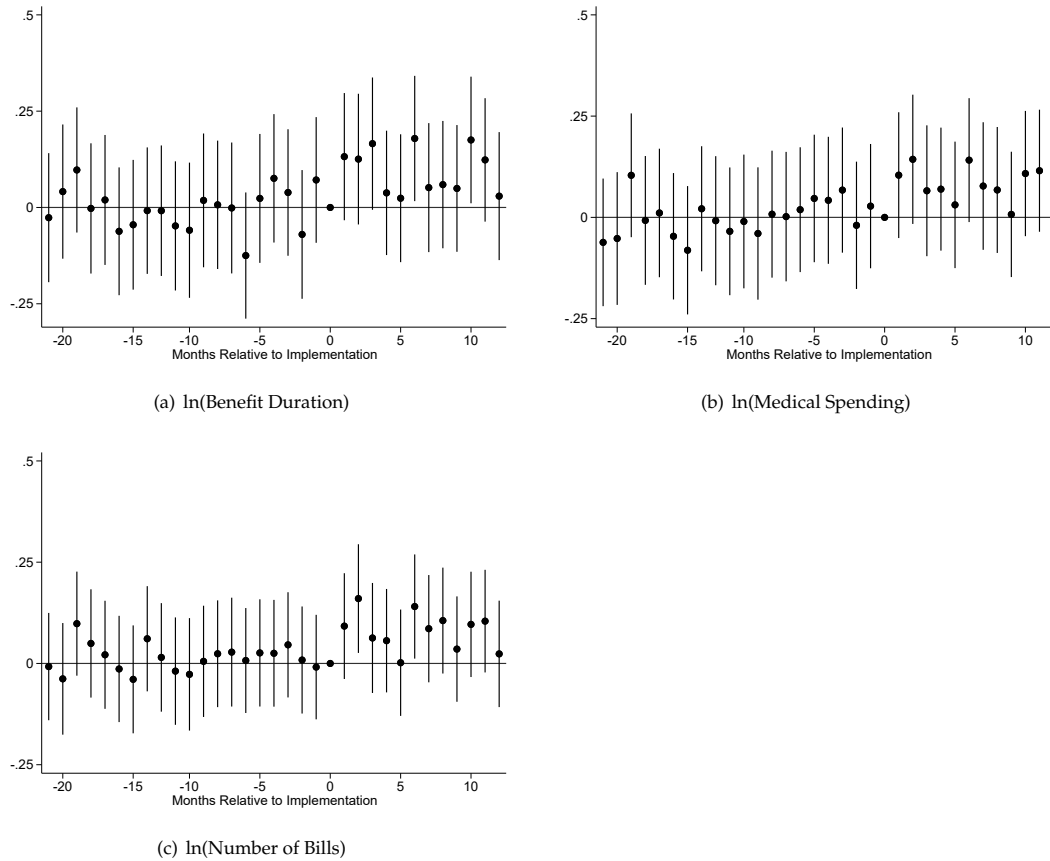 .5
.25
0
-.25
-20 -15 -10 -5 0 5 10
Months Relative to Implementation
(a) ln(Benefit Duration)
.5
.25
0
-.25
-20 -15 -10 -5 0 5 10
Months Relative to Implementation
(b) ln(Medical Spending)
.5
.25
0
-.25
-20 -15 -10 -5 0 5 10
Months Relative to Implementation
(c) ln(Number of Bills)